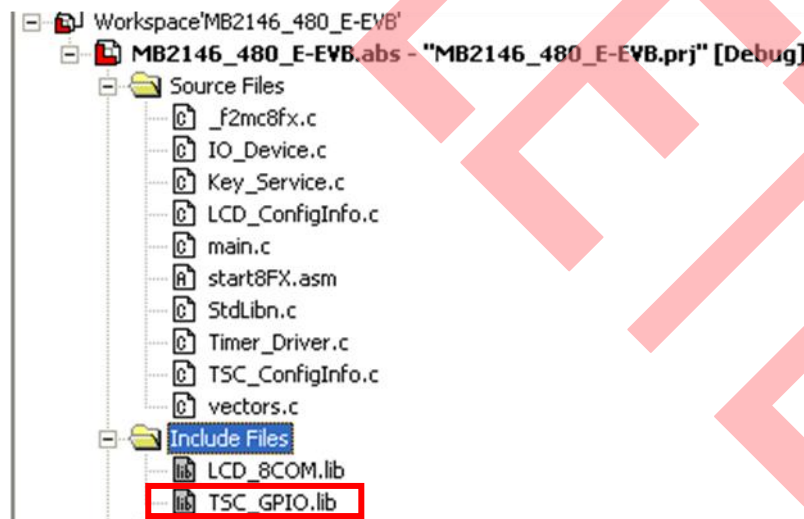 Workspace'MB2146_480_E-EVB'
MB2146_480_E-EVB.abs - "MB2146_480_E-EVB.prj" [Debug]
Source Files
_f2mc8fx.c
IO_Device.c
Key_Service.c
LCD_ConfigInfo.c
main.c
start8FX.asm
StdLibn.c
Timer_Driver.c
TSC_ConfigInfo.c
vectors.c
Include Files
LCD_8COM.lib
TSC_GPIO.lib